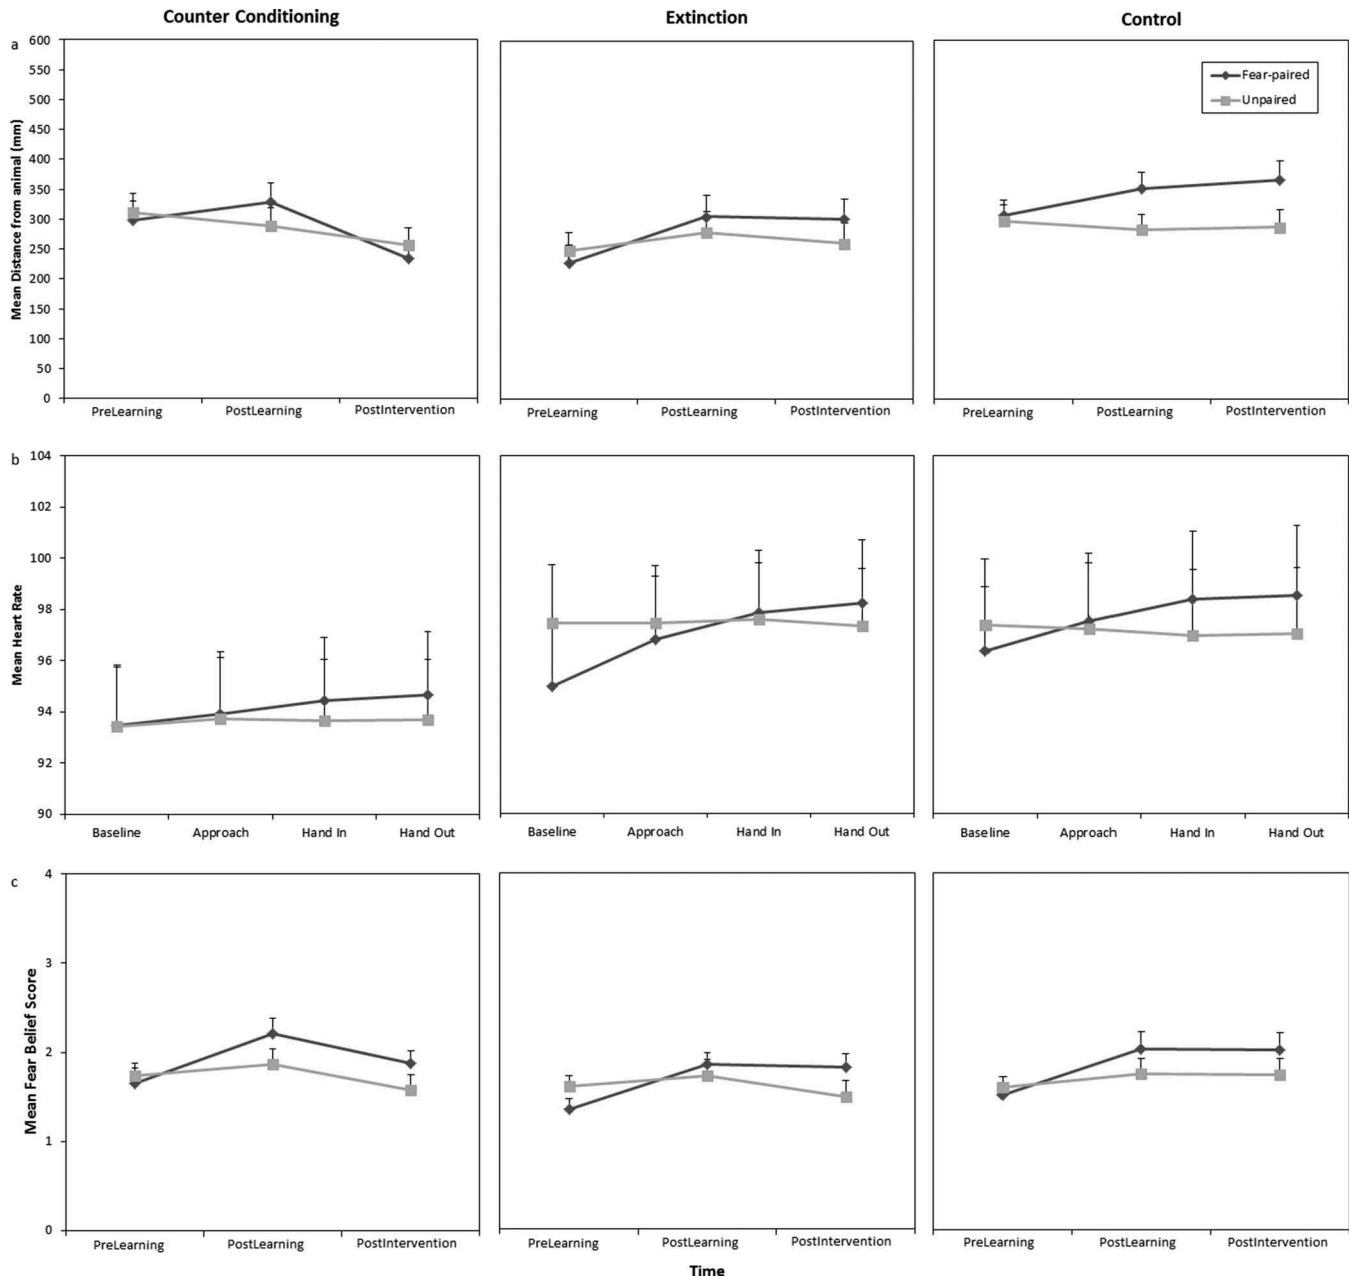 Counter Conditioning Extinction Control
a
600
550
500
450
400
350
300
250
200
150
100
50
0
Mean Distance from animal (mm)
Fear-paired
Unpaired
PreLearning PostLearning PostIntervention
PreLearning PostLearning PostIntervention
PreLearning PostLearning PostIntervention
b
104
102
100
98
96
94
92
90
Mean Heart Rate
Baseline Approach Hand In Hand Out
Baseline Approach Hand In Hand Out
Baseline Approach Hand In Hand Out
c
4
3
2
1
0
Mean Fear Belief Score
PreLearning PostLearning PostIntervention
PreLearning PostLearning PostIntervention
PreLearning PostLearning PostIntervention
Time